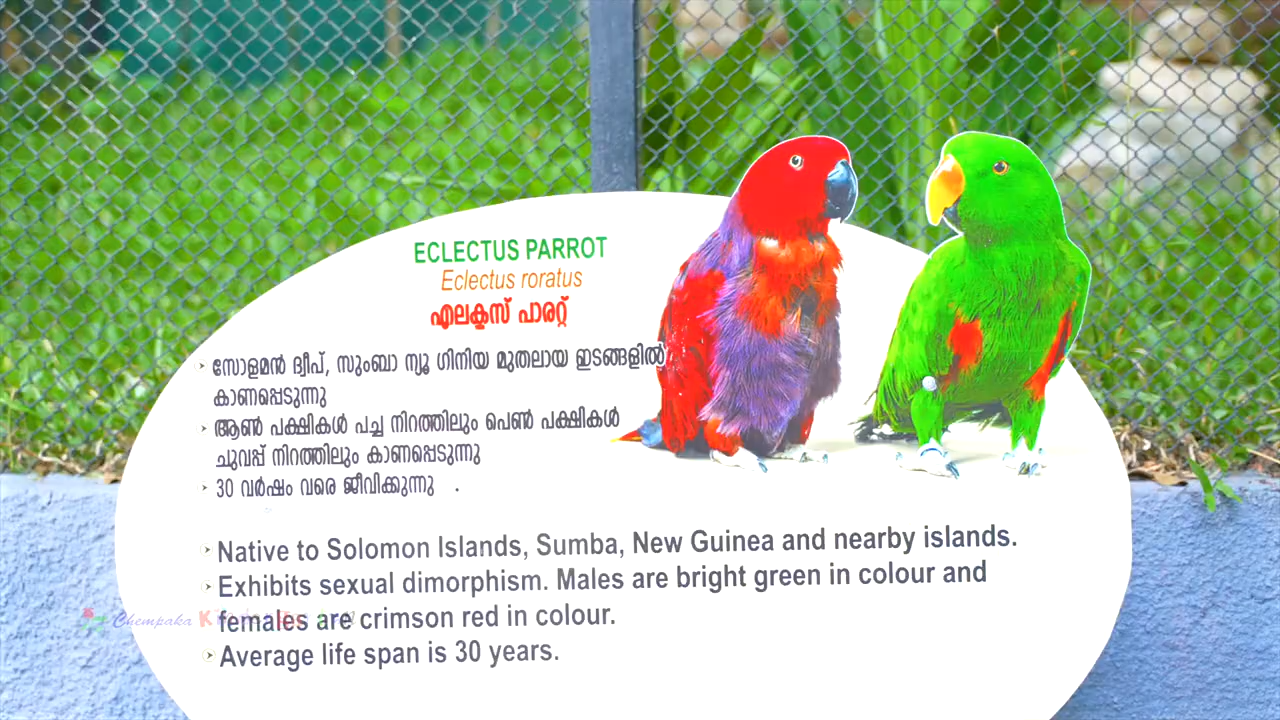 ECLECTUS PARROT
Eclectus roratus
എലക്ടസ് പാരറ്റ്
സോളമൻ ദ്വീപ്, സുംബാ ന്യൂ ഗിനിയ മുതലായ ഇടങ്ങളിൽ
കാണപ്പെടുന്നു
ആൺ പക്ഷികൾ പച്ച നിറത്തിലും പെൺ പക്ഷികൾ
ചുവപ്പ് നിറത്തിലും കാണപ്പെടുന്നു
30 വർഷം വരെ ജീവിക്കുന്നു .
Native to Solomon Islands, Sumba, New Guinea and nearby islands.
Exhibits sexual dimorphism. Males are bright green in colour and
females are crimson red in colour.
Average life span is 30 years.
Chempaka